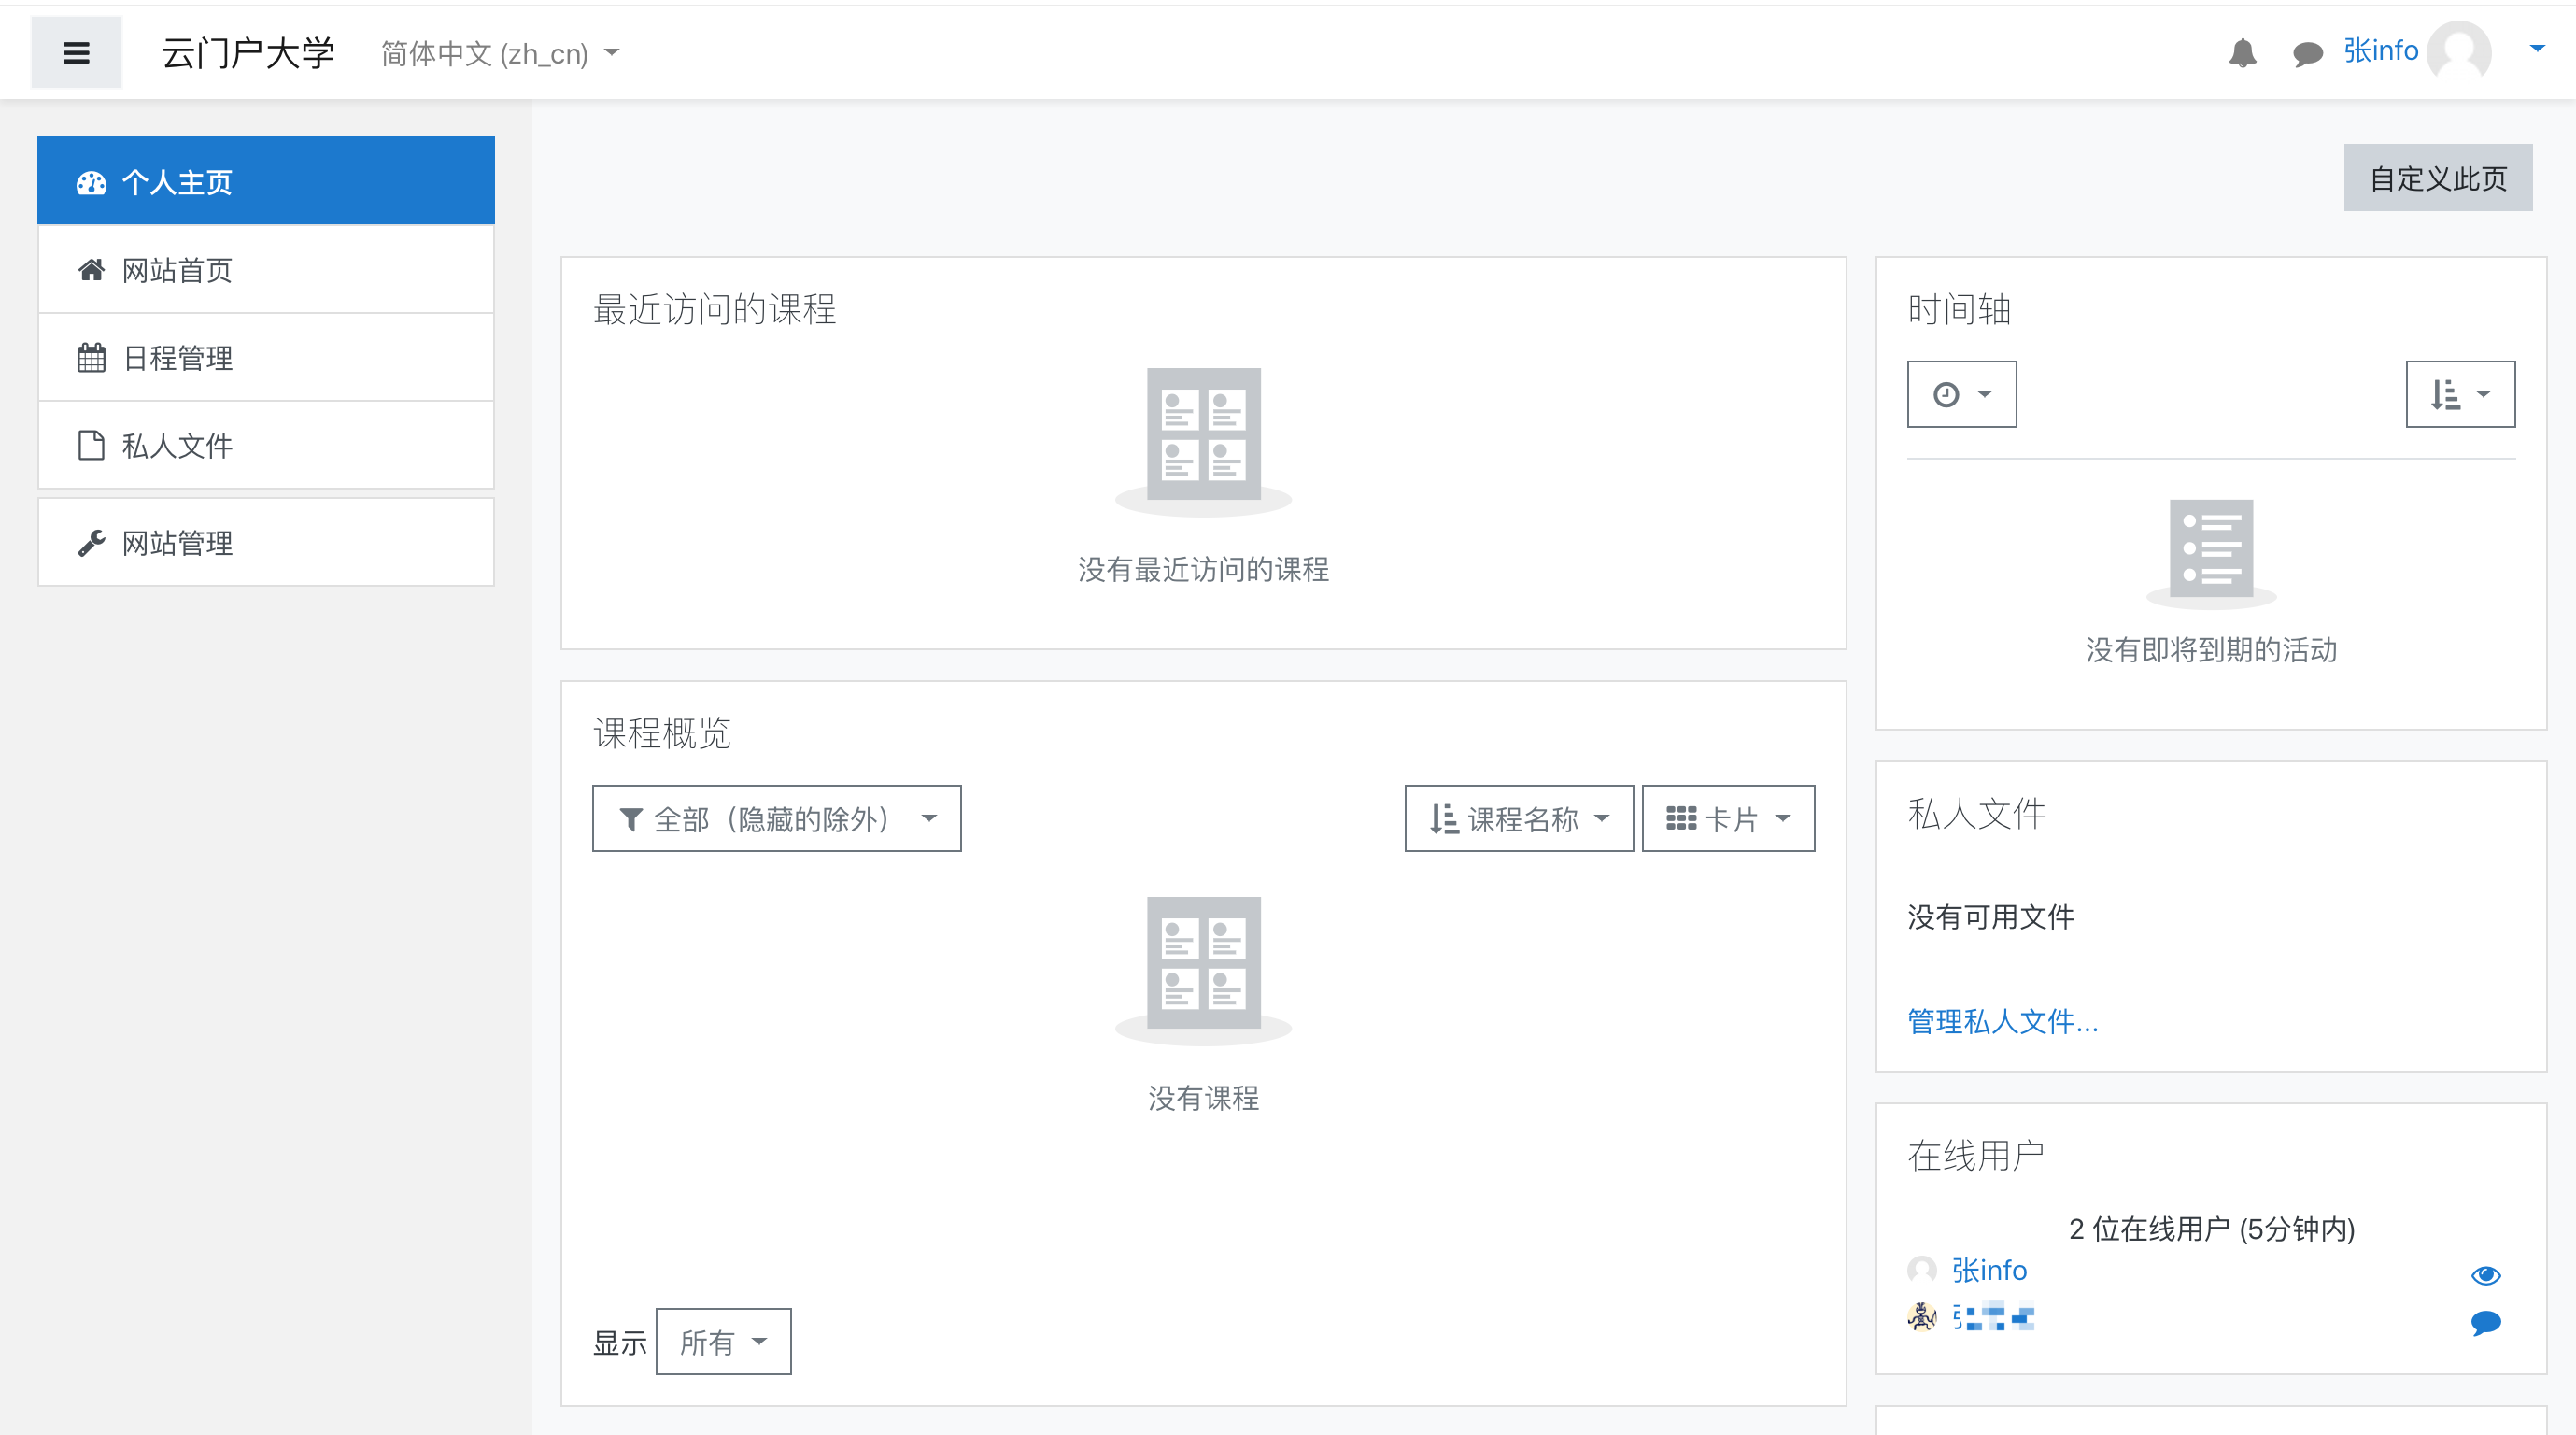 云门户大学
简体中文 (zh_cn)
张info
个人主页
网站首页
日程管理
私人文件
网站管理
自定义此页
最近访问的课程
没有最近访问的课程
课程概览
全部（隐藏的除外）
课程名称
卡片
没有课程
显示
所有
时间轴
没有即将到期的活动
私人文件
没有可用文件
管理私人文件...
在线用户
2 位在线用户 (5分钟内)
张info